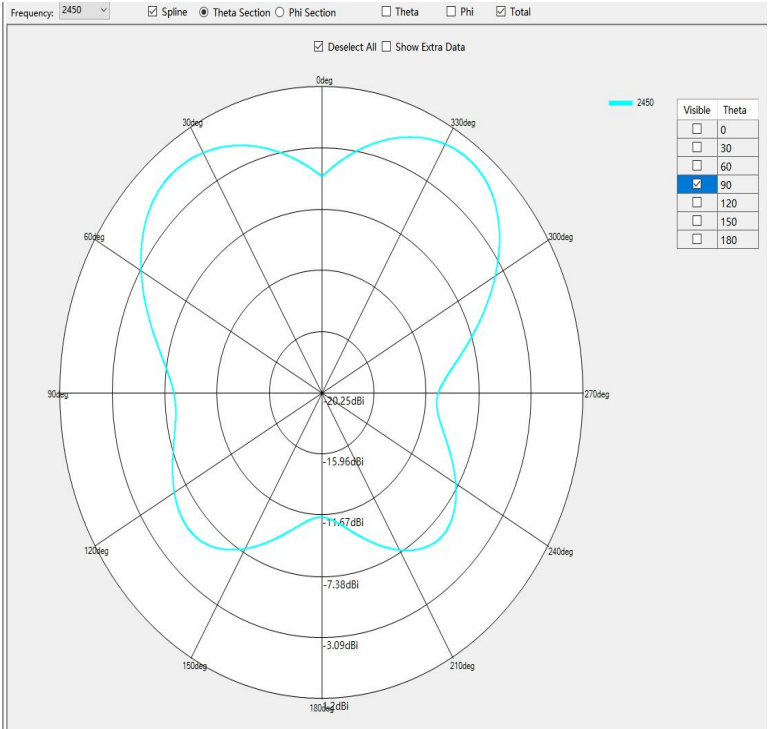 Frequency: 2450 Spline Theta Section Phi Section Theta Phi Total
Deselect All Show Extra Data
0deg
2450
Visible Theta
0
30
60
90
120
150
180
30deg
330deg
60deg
300deg
90deg
270deg
-20.25dBi
-15.96dBi
-11.67dBi
120deg
240deg
-7.38dBi
-3.09dBi
150deg
210deg
180deg
1.2dBi